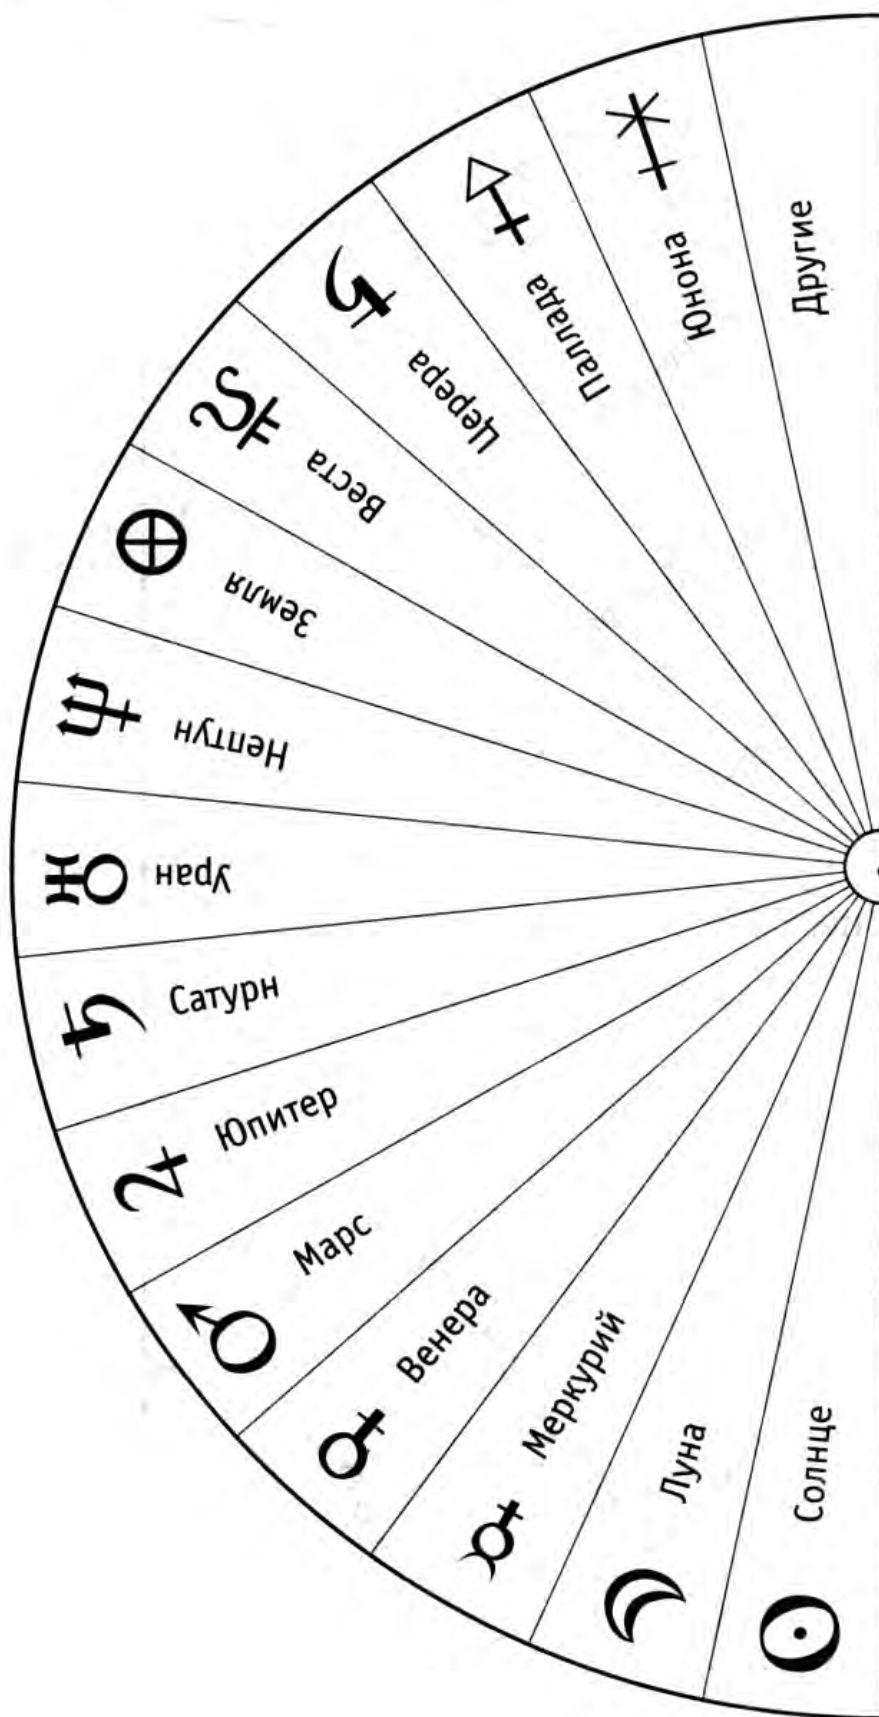 Другие
Юнона
Паллада
Церера
Веста
Земля
Нептун
Уран
Сатурн
Юпитер
Марс
Венера
Меркурий
Луна
Солнце